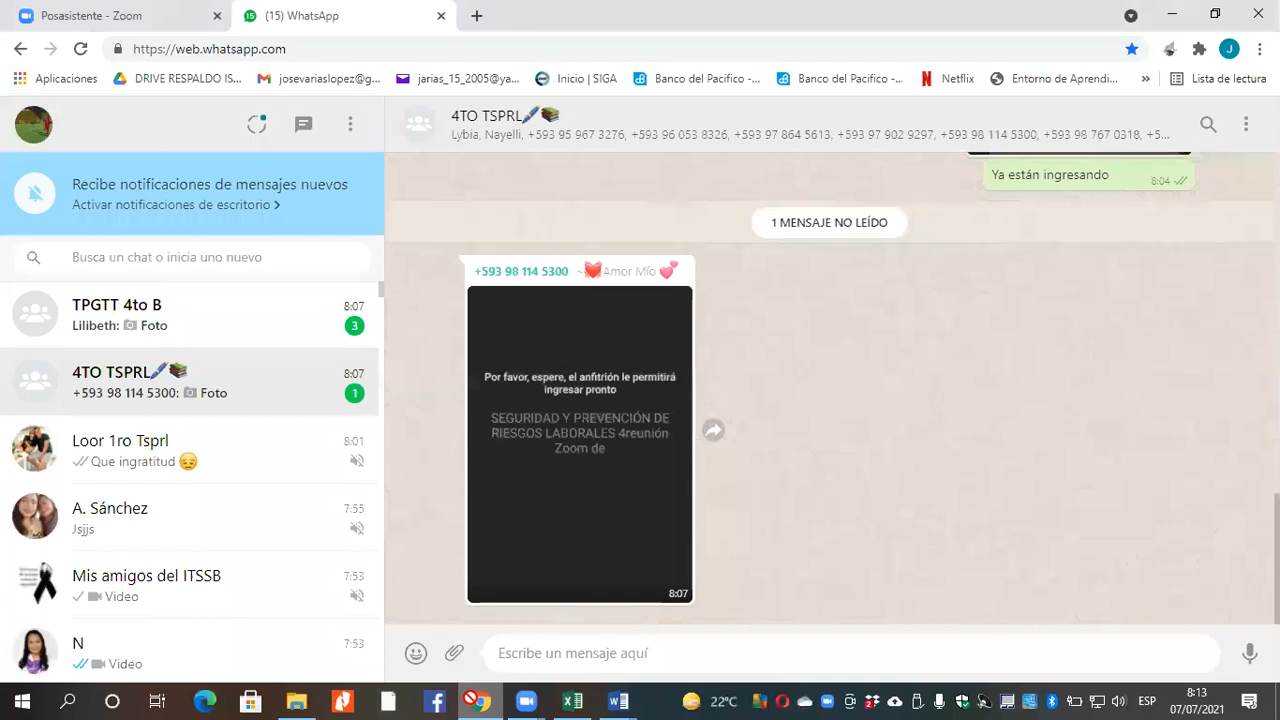 Posasistente - Zoom
(15) WhatsApp
https://web.whatsapp.com
Aplicaciones
DRIVE RESPALDO IS...
josevariaslopez@g...
jarias_15_2005@ya...
Inicio | SIGA
Banco del Pacífico -...
Banco del Pacífico -...
Netflix
Entorno de Aprendi...
»
Lista de lectura
J
15
4TO TSPRL
Lybia, Nayelli, +593 95 967 3276, +593 96 053 8326, +593 97 864 5613, +593 97 902 9297, +593 98 114 5300, +593 98 767 0318, +5...
Recibe notificaciones de mensajes nuevos
Activar notificaciones de escritorio >
Busca un chat o inicia uno nuevo
TPGTT 4to B
8:07
Lilibeth: Foto
3
4TO TSPRL
8:07
+593 98 114 5300: Foto
1
Loor 1ro Tsprl
8:01
Que ingratitud
A. Sánchez
7:55
Jsjjs
Mis amigos del ITSSB
7:53
Video
N
7:53
Video
Ya están ingresando
8:04
1 MENSAJE NO LEÍDO
+593 98 114 5300 ~Amor Mío
Por favor, espere, el anfitrión le permitirá
ingresar pronto
SEGURIDAD Y PREVENCIÓN DE
RIESGOS LABORALES 4reunión
Zoom de
8:07
Escribe un mensaje aquí
22°C
ESP
8:13
07/07/2021